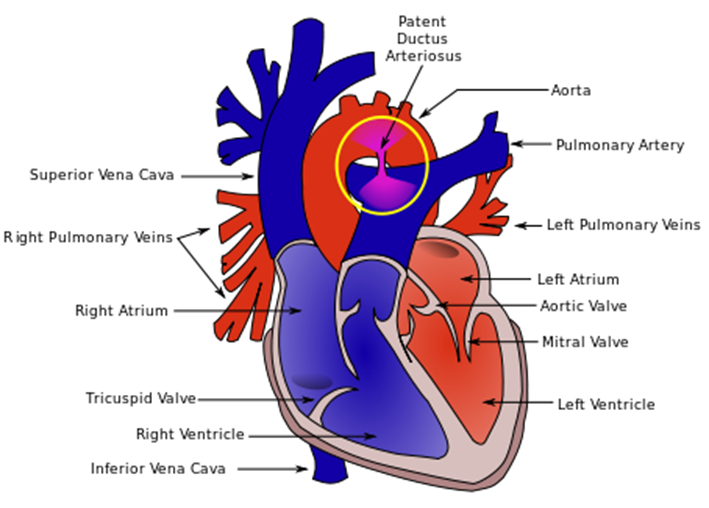 Patent
Ductus
Arteriosus
Aorta
Pulmonary Artery
Superior Vena Cava
Left Pulmonary Veins
Right Pulmonary Veins
Left Atrium
Aortic Valve
Right Atrium
Mitral Valve
Tricuspid Valve
Left Ventricle
Right Ventricle
Inferior Vena Cava